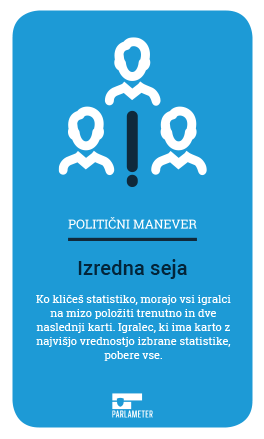 POLITIČNI MANEVER
Izredna seja
Ko kličeš statistiko, morajo vsi igralci
na mizo položiti trenutno in dve
naslednji karti. Igralec, ki ima karto z
najvišjo vrednostjo izbrane statistike,
pobere vse.
PARLAMETER